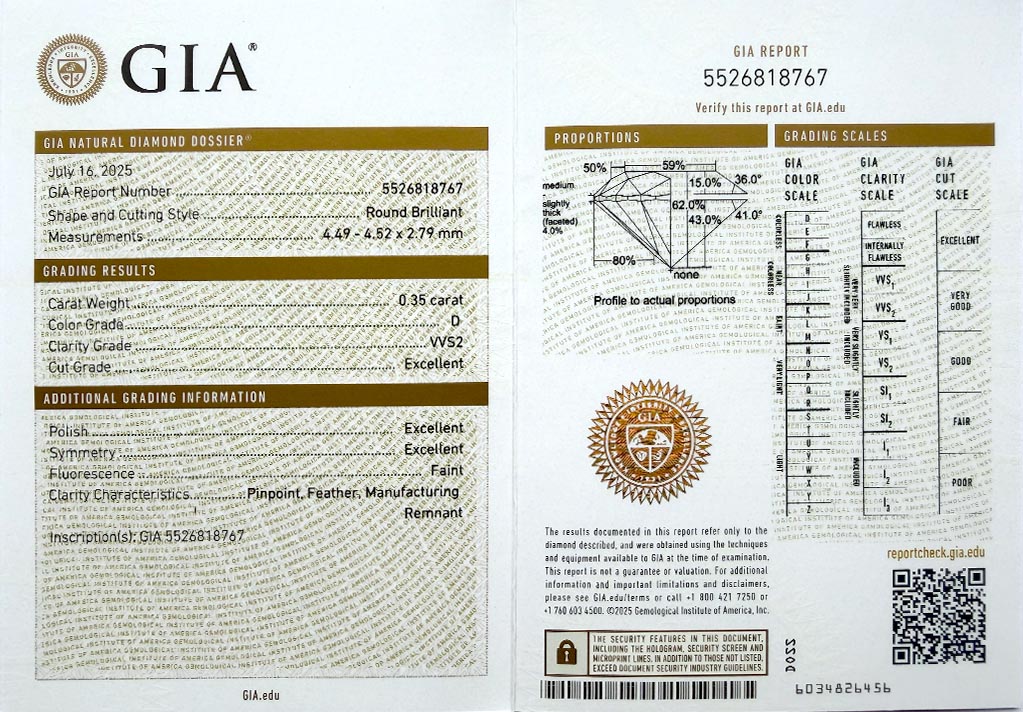 GIA®
GIA NATURAL DIAMOND DOSSIER®
July 16, 2025
GIA Report Number 5526818767
Shape and Cutting Style Round Brilliant
Measurements 4.49 - 4.52 x 2.79 mm
GRADING RESULTS
Carat Weight 0.35 carat
Color Grade D
Clarity Grade VVS2
Cut Grade Excellent
ADDITIONAL GRADING INFORMATION
Polish Excellent
Symmetry Excellent
Fluorescence Faint
Clarity Characteristics Pinpoint, Feather, Manufacturing
Remnant
Inscription(s): GIA 5526818767
GIA.edu
GIA REPORT
5526818767
Verify this report at GIA.edu
PROPORTIONS
50%
59%
15.0%
36.0°
medium
-
slightly
thick
(faceted)
4.0%
62.0%
43.0%
41.0°
80%
none
Profile to actual proportions
GIA
The results documented in this report refer only to the
diamond described, and were obtained using the techniques
and equipment available to GIA at the time of examination.
This report is not a guarantee or valuation. For additional
information and important limitations and disclaimers,
please see GIA.edu/terms or call +1 800 421 7250 or
+1 760 603 4500. ©2025 Gemological Institute of America, Inc.
THE SECURITY FEATURES IN THIS DOCUMENT,
INCLUDING THE HOLOGRAM, SECURITY SCREEN AND
MICROPRINT LINES, IN ADDITION TO THOSE NOT LISTED,
EXCEED DOCUMENT SECURITY INDUSTRY GUIDELINES.
GRADING SCALES
GIA
COLOR
SCALE
COLORLESS
D
E
F
NEAR COLORLESS
G
H
I
J
FAINT
K
L
M
VERY LIGHT
N
O
P
Q
R
LIGHT
S
T
U
V
W
X
Y
Z
GIA
CLARITY
SCALE
FLAWLESS
INTERNALLY
FLAWLESS
VERY VERY
SLIGHTLY INCLUDED
VVS1
VVS2
VERY SLIGHTLY
INCLUDED
VS1
VS2
SLIGHTLY
INCLUDED
SI1
SI2
INCLUDED
I1
I2
I3
GIA
CUT
SCALE
EXCELLENT
VERY
GOOD
GOOD
FAIR
POOR
reportcheck.gia.edu
D022
6034826456